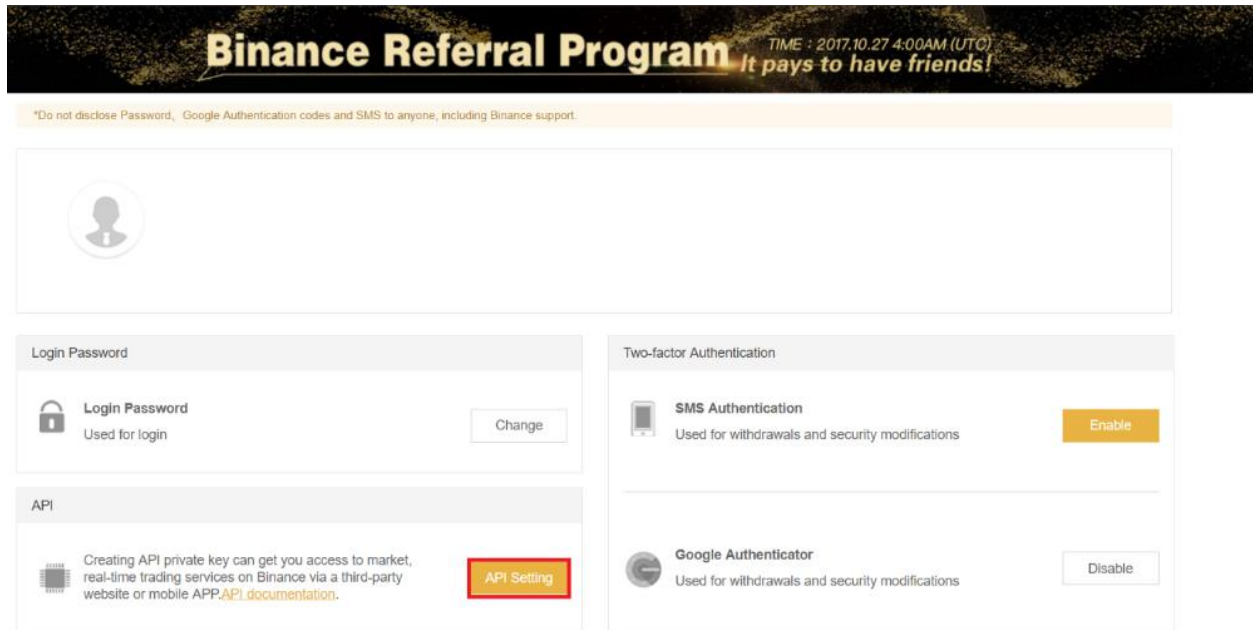 Binance Referral Program
TIME : 2017.10.27 4:00AM (UTC)
It pays to have friends!
*Do not disclose Password、Google Authentication codes and SMS to anyone, including Binance support.
Login Password
Login Password
Used for login
Change
API
Creating API private key can get you access to market,
real-time trading services on Binance via a third-party
website or mobile APP.API documentation.
API Setting
Two-factor Authentication
SMS Authentication
Used for withdrawals and security modifications
Enable
Google Authenticator
Used for withdrawals and security modifications
Disable